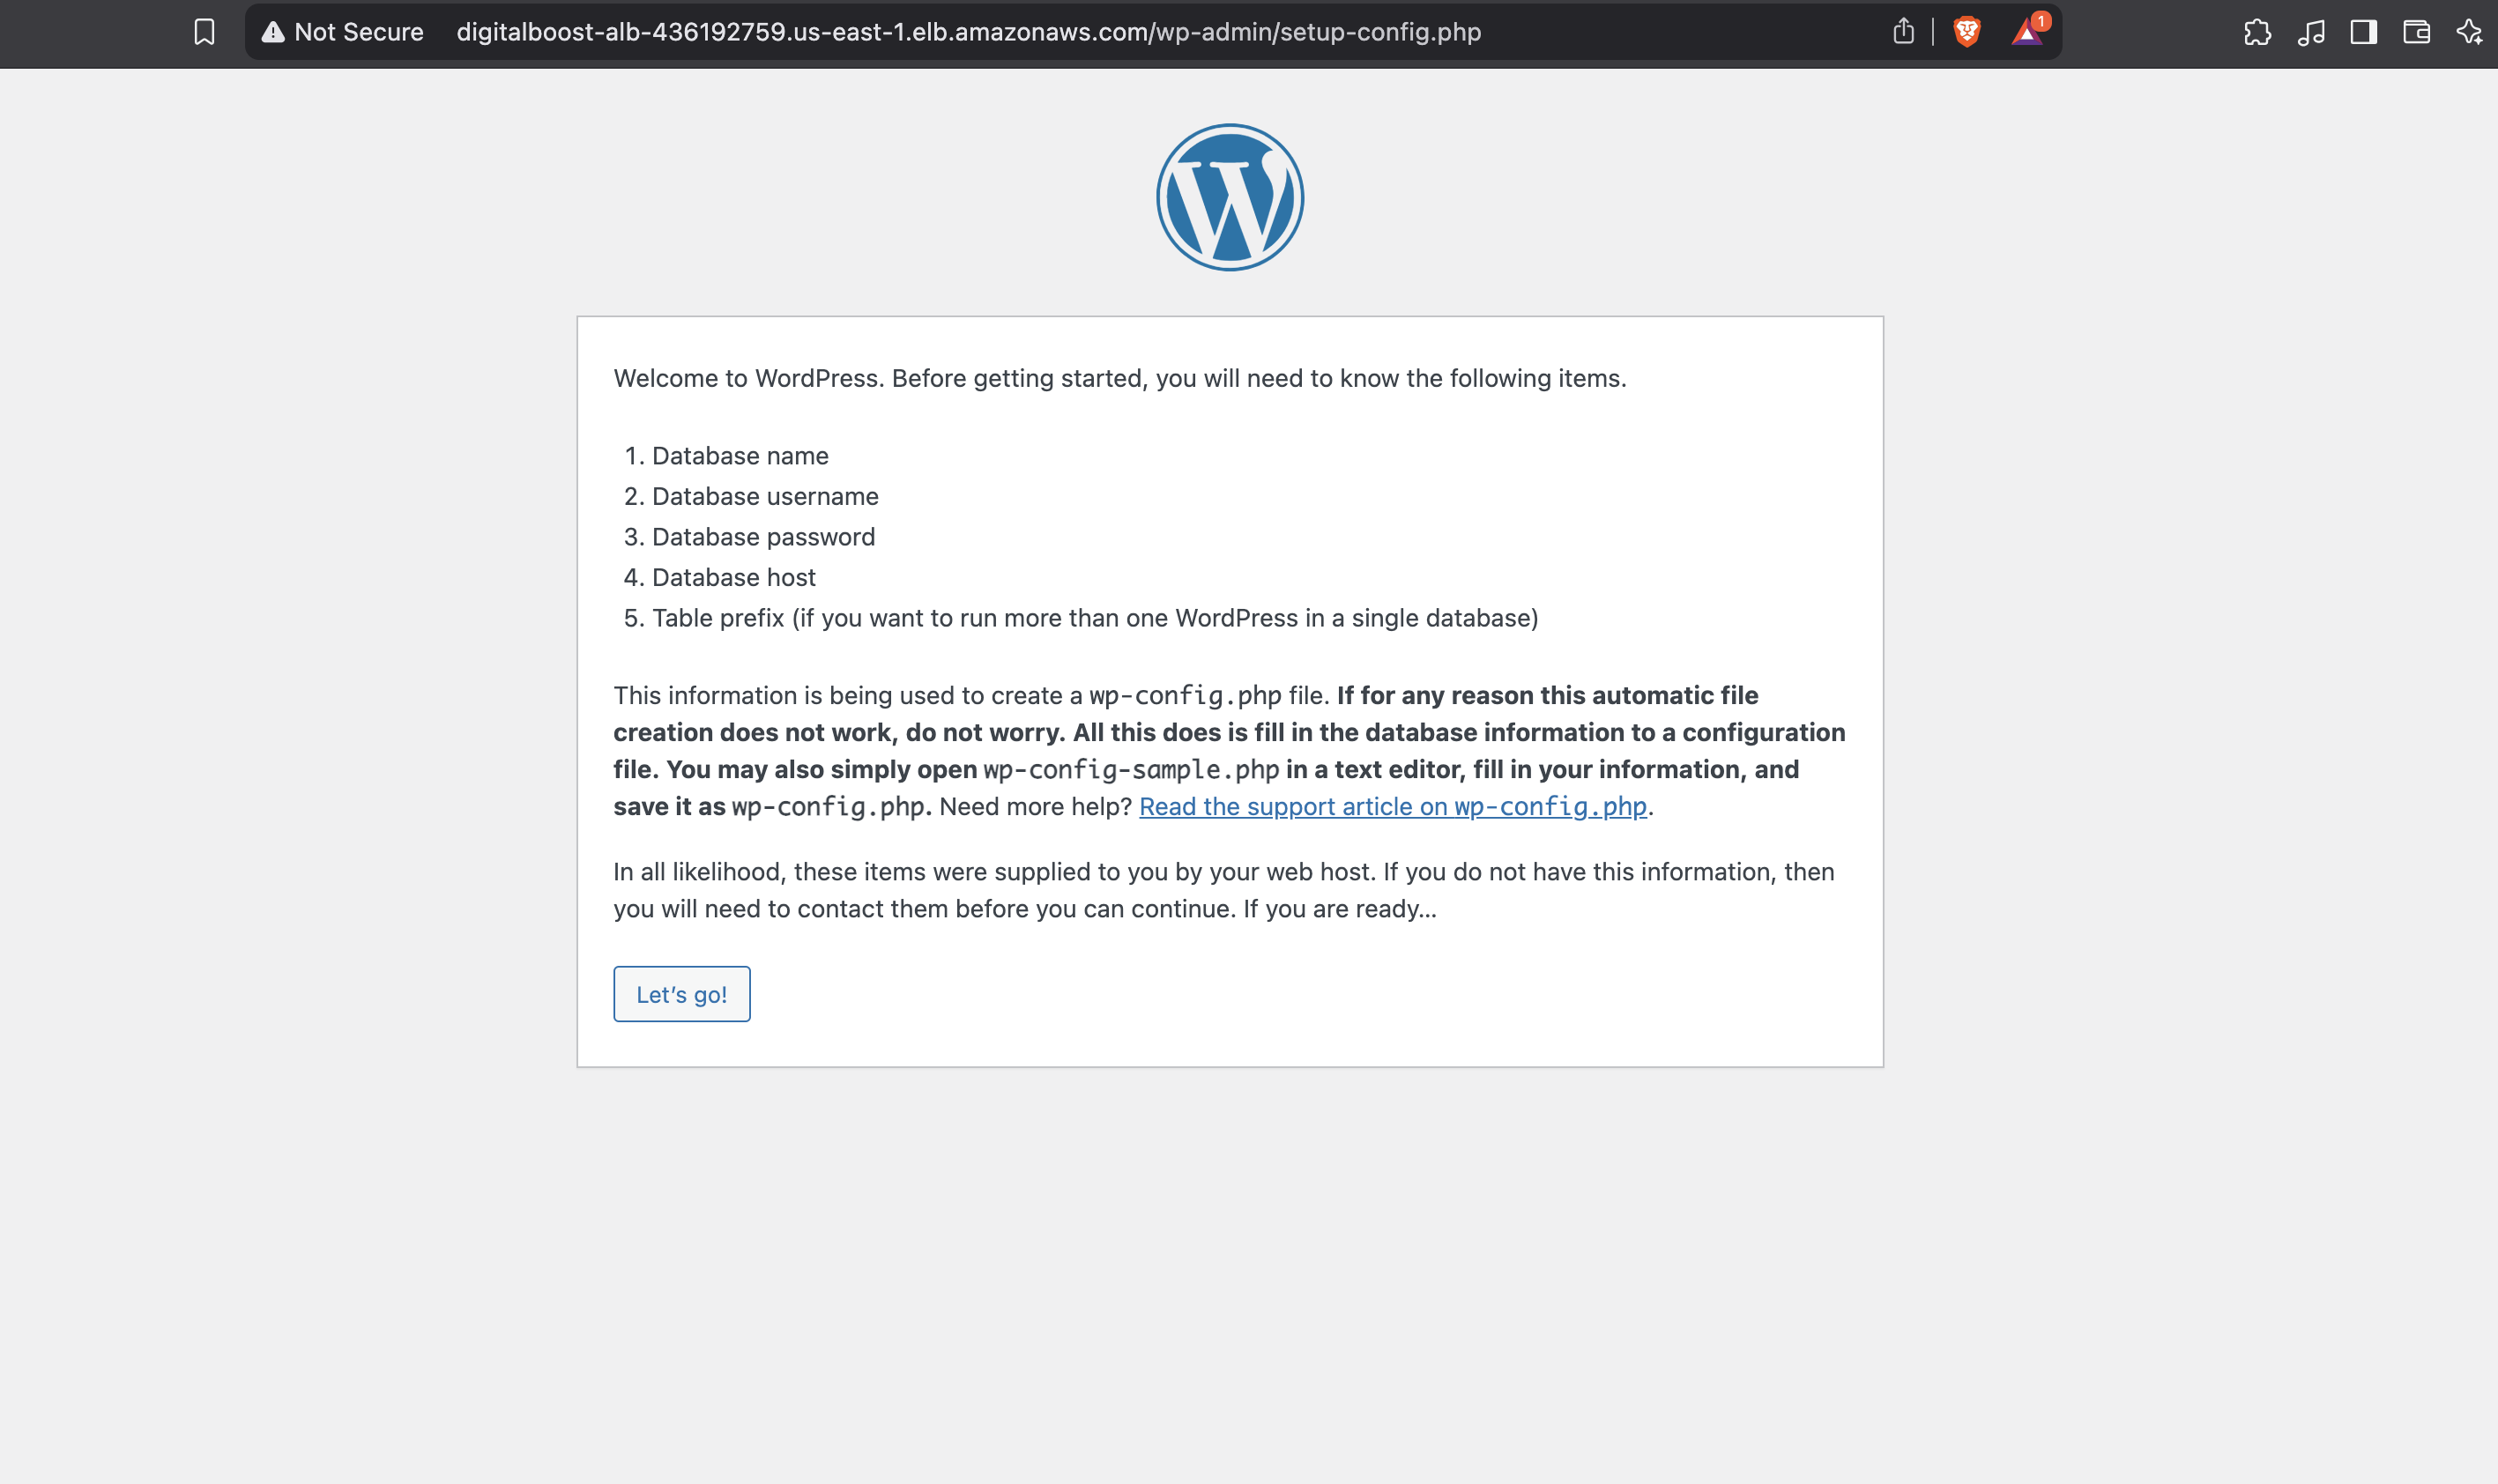 Not Secure digitalboost-alb-436192759.us-east-1.elb.amazonaws.com/wp-admin/setup-config.php 1
W
Welcome to WordPress. Before getting started, you will need to know the following items.
1. Database name
2. Database username
3. Database password
4. Database host
5. Table prefix (if you want to run more than one WordPress in a single database)
This information is being used to create a wp-config.php file. If for any reason this automatic file
creation does not work, do not worry. All this does is fill in the database information to a configuration
file. You may also simply open wp-config-sample.php in a text editor, fill in your information, and
save it as wp-config.php. Need more help? Read the support article on wp-config.php.
In all likelihood, these items were supplied to you by your web host. If you do not have this information, then
you will need to contact them before you can continue. If you are ready…
Let’s go!